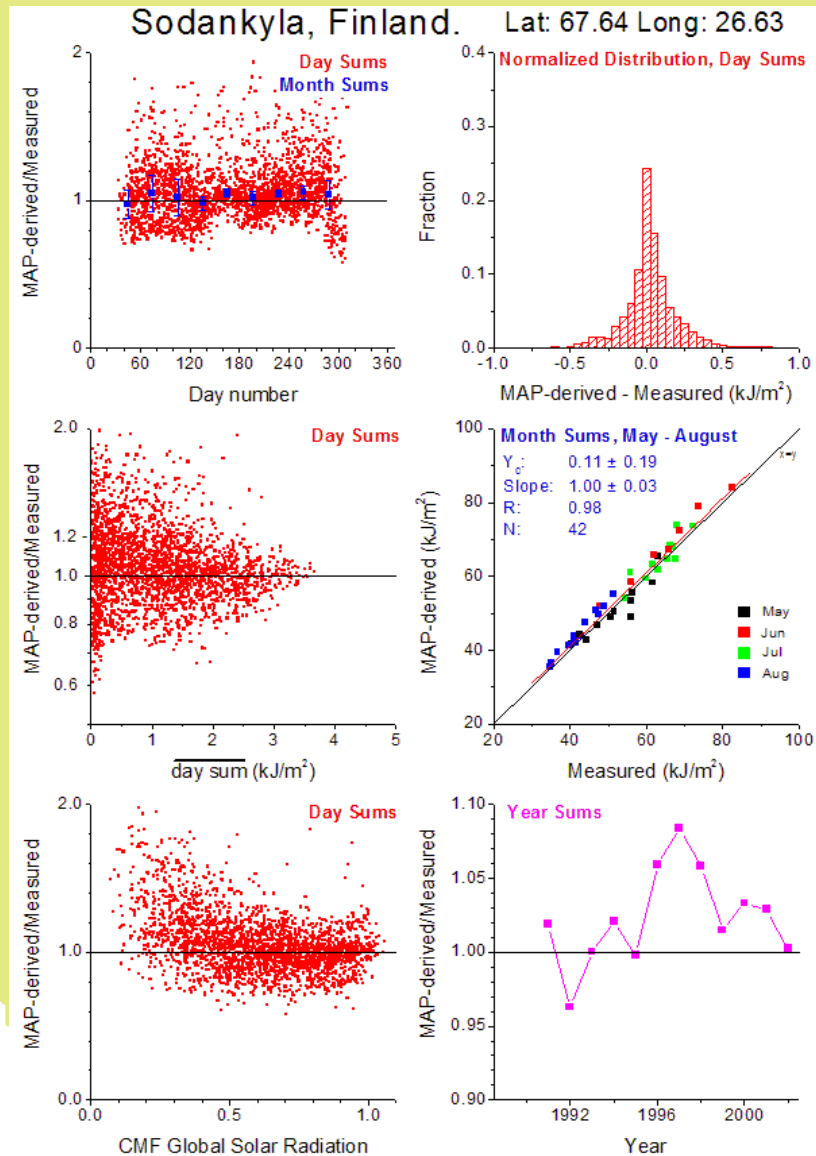 Sodankyla, Finland. Lat: 67.64 Long: 26.63
MAP-derived/Measured
2
1
0
Day Sums
Month Sums
0 60 120 180 240 300 360
Day number
Fraction
0.4
0.3
0.2
0.1
0.0
Normalized Distribution, Day Sums
-1.0 -0.5 0.0 0.5 1.0
MAP-derived - Measured (kJ/m²)
MAP-derived/Measured
2.0
1.2
1.0
0.8
0.6
Day Sums
0 1 2 3 4 5
day sum (kJ/m²)
MAP-derived (kJ/m²)
100
80
60
40
20
Month Sums, May - August
Y₀: 0.11 ± 0.19
Slope: 1.00 ± 0.03
R: 0.98
N: 42
x=y
May
Jun
Jul
Aug
20 40 60 80 100
Measured (kJ/m²)
MAP-derived/Measured
2.0
1.0
0.0
Day Sums
0.0 0.5 1.0
CMF Global Solar Radiation
MAP-derived/Measured
1.10
1.05
1.00
0.95
0.90
Year Sums
1992 1996 2000
Year